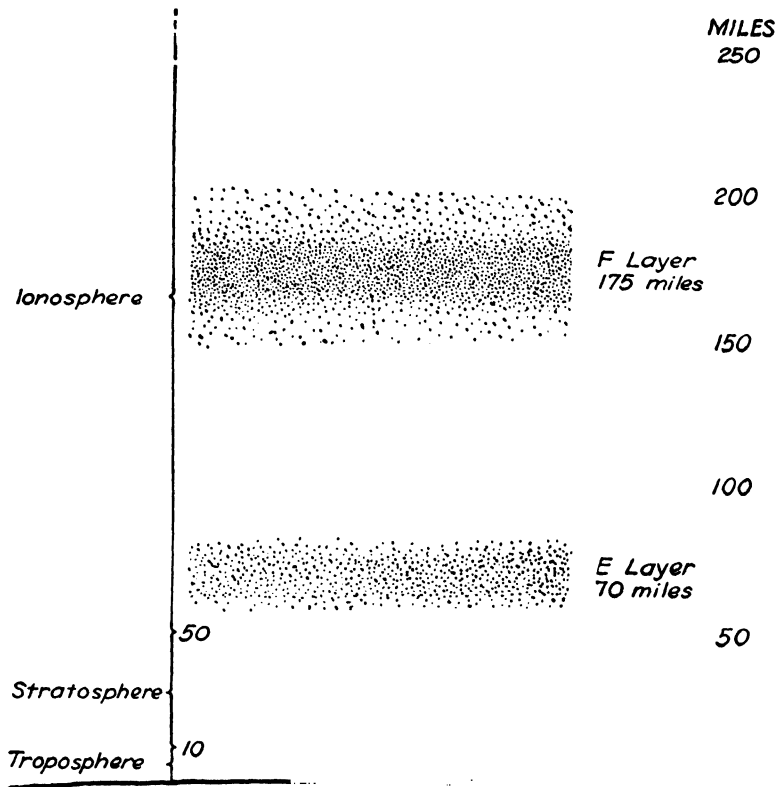 MILES
250
200
F Layer
175 miles
Ionosphere
150
100
E Layer
70 miles
50
50
Stratosphere
10
Troposphere